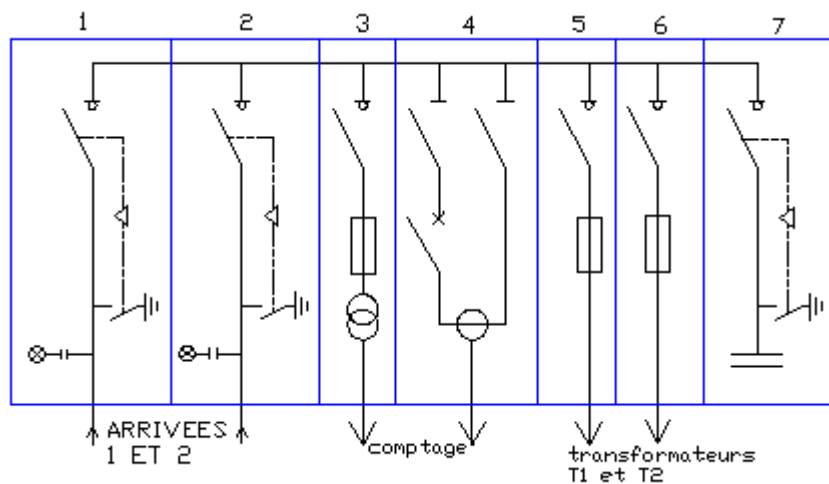 1 2 3 4 5 6 7
ARRIVEES
1 ET 2
comptage
transformateurs
T1 et T2